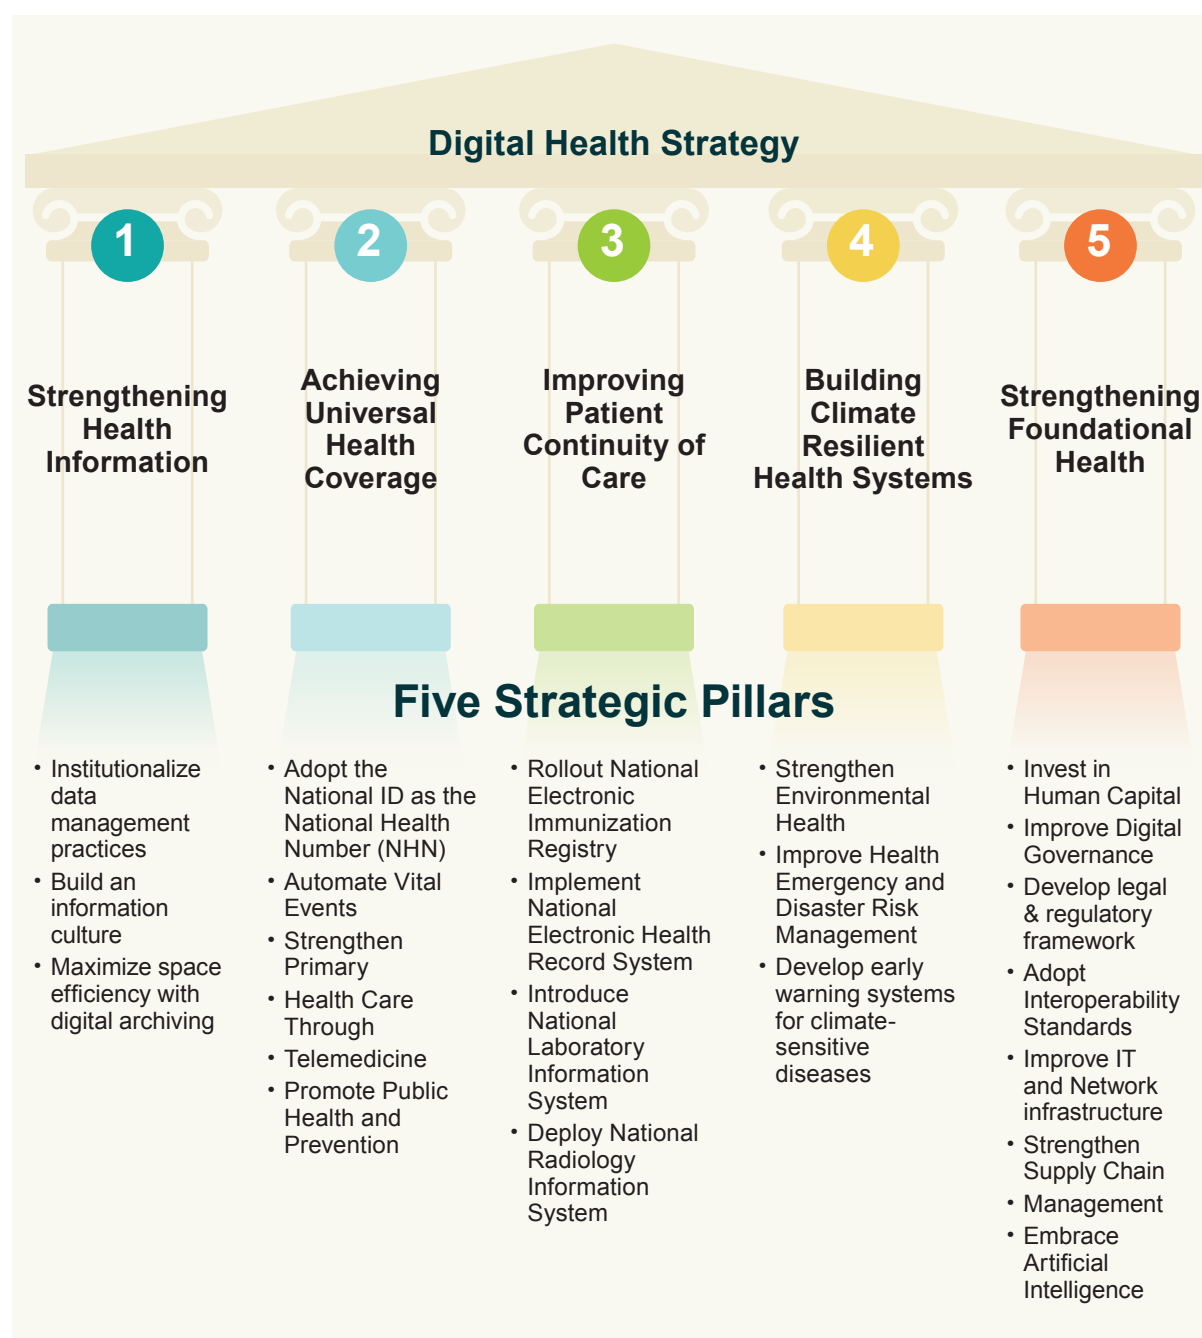 Digital Health Strategy
1
Strengthening
Health
Information
2
Achieving
Universal
Health
Coverage
3
Improving
Patient
Continuity of
Care
4
Building
Climate
Resilient
Health Systems
5
Strengthening
Foundational
Health
Five Strategic Pillars
• Institutionalize
data
management
practices
• Build an
information
culture
• Maximize space
efficiency with
digital archiving
• Adopt the
National ID as the
National Health
Number (NHN)
• Automate Vital
Events
• Strengthen
Primary
• Health Care
Through
• Telemedicine
• Promote Public
Health and
Prevention
• Rollout National
Electronic
Immunization
Registry
• Implement
National
Electronic Health
Record System
• Introduce
National
Laboratory
Information
System
• Deploy National
Radiology
Information
System
• Strengthen
Environmental
Health
• Improve Health
Emergency and
Disaster Risk
Management
• Develop early
warning systems
for climate-
sensitive
diseases
• Invest in
Human Capital
• Improve Digital
Governance
• Develop legal
& regulatory
framework
• Adopt
Interoperability
Standards
• Improve IT
and Network
infrastructure
• Strengthen
Supply Chain
• Management
• Embrace
Artificial
Intelligence